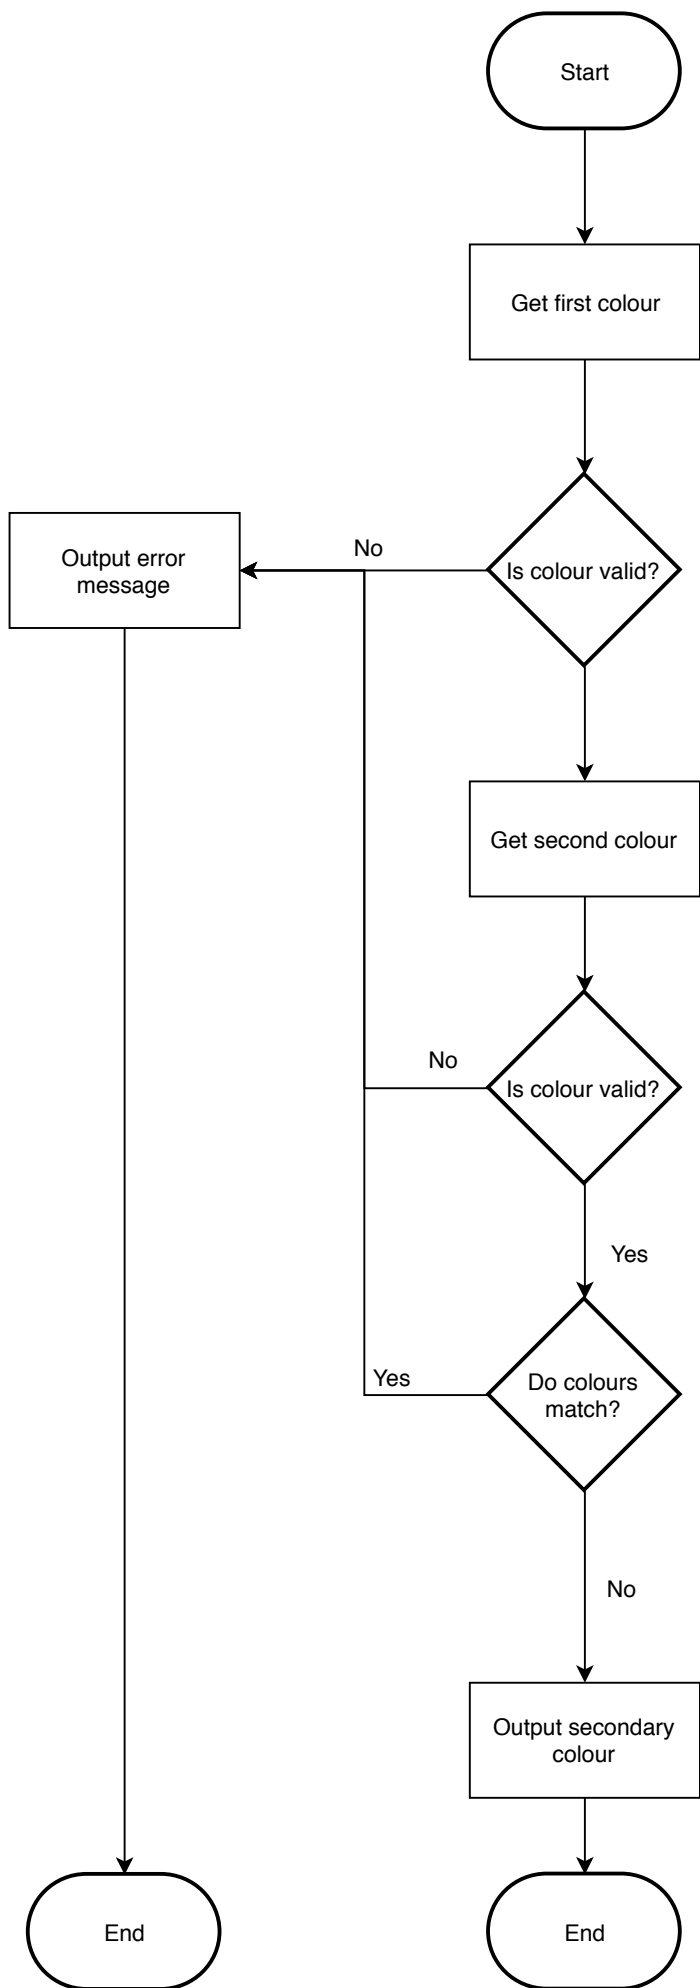 Start
Get first colour
Is colour valid?
No
Output error
message
Get second colour
Is colour valid?
No
Yes
Do colours
match?
Yes
No
Output secondary
colour
End
End